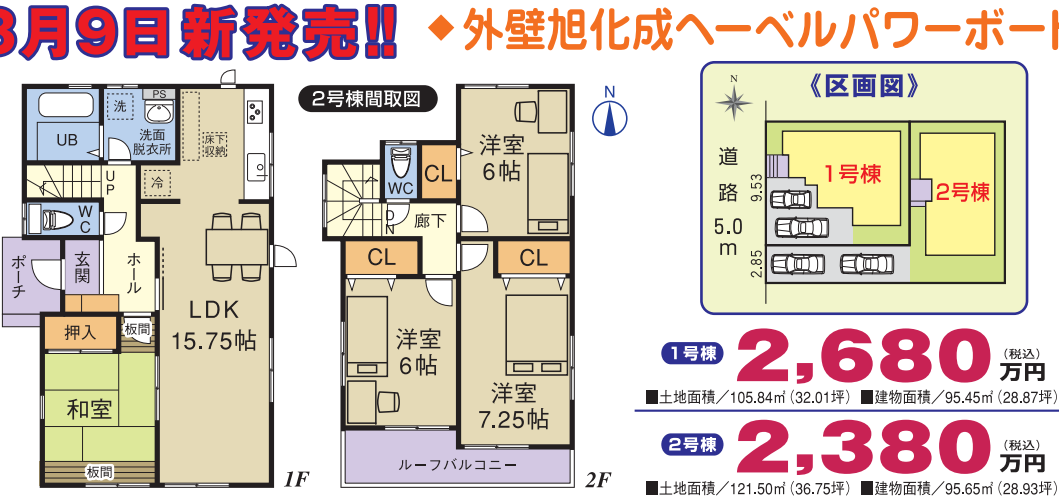 8月9日新発売!!
◆外壁旭化成ヘーベルパワーボード
2号棟間取図
UB
洗
PS
洗面
脱衣所
床下
収納
冷
UP
WC
ポーチ
玄関
ホール
LDK
15.75帖
押入
板間
和室
板間
1F
N
WC
CL
洋室
6帖
DN
廊下
CL
CL
洋室
6帖
洋室
7.25帖
ルーフバルコニー
2F
《区画図》
N
道路
5.0
m
9.53
2.85
1号棟
2号棟
1号棟 2,680万円(税込)
■土地面積/105.84㎡(32.01坪) ■建物面積/95.45㎡(28.87坪)
2号棟 2,380万円(税込)
■土地面積/121.50㎡(36.75坪) ■建物面積/95.65㎡(28.93坪)